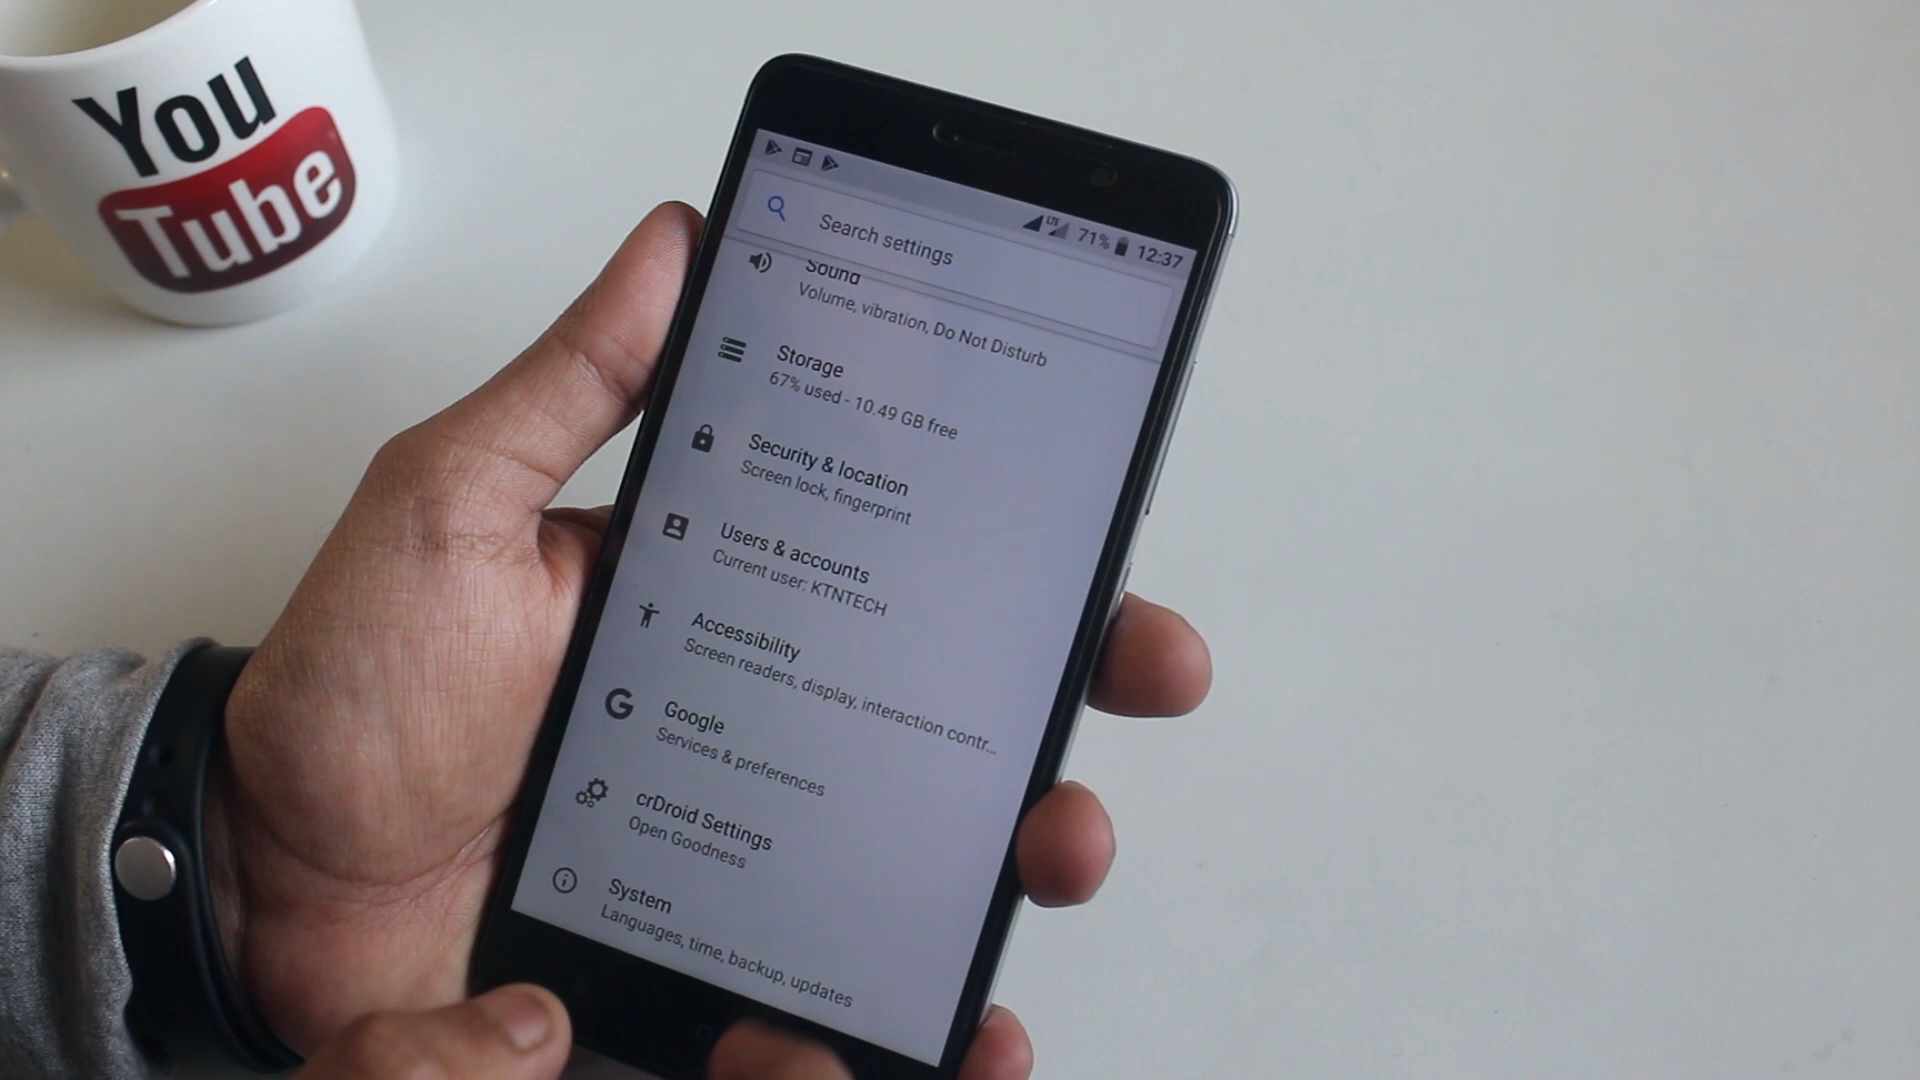 You
Tube
LTE
71%
12:37
Search settings
Sound
Volume, vibration, Do Not Disturb
Storage
67% used - 10.49 GB free
Security & location
Screen lock, fingerprint
Users & accounts
Current user: KTNTECH
Accessibility
Screen readers, display, interaction contr...
Google
Services & preferences
crDroid Settings
Open Goodness
System
Languages, time, backup, updates